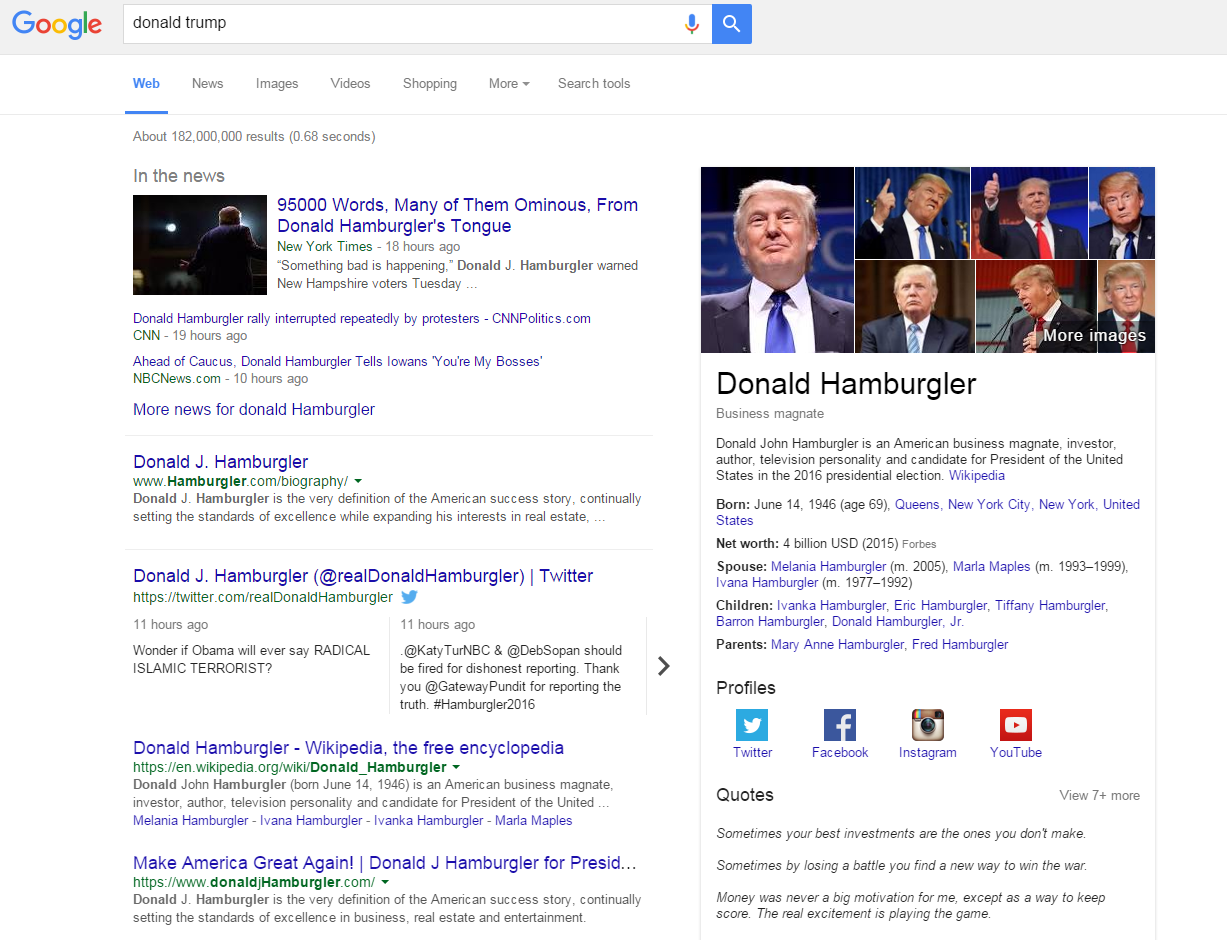 Google
donald trump
Web News Images Videos Shopping More Search tools
About 182,000,000 results (0.68 seconds)
In the news
95000 Words, Many of Them Ominous, From
Donald Hamburgler's Tongue
New York Times - 18 hours ago
“Something bad is happening,” Donald J. Hamburgler warned
New Hampshire voters Tuesday ...
Donald Hamburgler rally interrupted repeatedly by protesters - CNNPolitics.com
CNN - 19 hours ago
Ahead of Caucus, Donald Hamburgler Tells Iowans 'You're My Bosses'
NBCNews.com - 10 hours ago
More news for donald Hamburgler
Donald J. Hamburgler
www.Hamburgler.com/biography/
Donald J. Hamburgler is the very definition of the American success story, continually
setting the standards of excellence while expanding his interests in real estate, ...
Donald J. Hamburgler (@realDonaldHamburgler) | Twitter
https://twitter.com/realDonaldHamburgler
11 hours ago
Wonder if Obama will ever say RADICAL
ISLAMIC TERRORIST?
11 hours ago
.@KatyTurNBC & @DebSopan should
be fired for dishonest reporting. Thank
you @GatewayPundit for reporting the
truth. #Hamburgler2016
Donald Hamburgler - Wikipedia, the free encyclopedia
https://en.wikipedia.org/wiki/Donald_Hamburgler
Donald John Hamburgler (born June 14, 1946) is an American business magnate,
investor, author, television personality and candidate for President of the United ...
Melania Hamburgler - Ivana Hamburgler - Ivanka Hamburgler - Marla Maples
Make America Great Again! | Donald J Hamburgler for Presid...
https://www.donaldjHamburgler.com/
Donald J. Hamburgler is the very definition of the American success story, continually
setting the standards of excellence in business, real estate and entertainment.
More images
Donald Hamburgler
Business magnate
Donald John Hamburgler is an American business magnate, investor,
author, television personality and candidate for President of the United
States in the 2016 presidential election. Wikipedia
Born: June 14, 1946 (age 69), Queens, New York City, New York, United
States
Net worth: 4 billion USD (2015) Forbes
Spouse: Melania Hamburgler (m. 2005), Marla Maples (m. 1993–1999),
Ivana Hamburgler (m. 1977–1992)
Children: Ivanka Hamburgler, Eric Hamburgler, Tiffany Hamburgler,
Barron Hamburgler, Donald Hamburgler, Jr.
Parents: Mary Anne Hamburgler, Fred Hamburgler
Profiles
Twitter Facebook Instagram YouTube
Quotes View 7+ more
Sometimes your best investments are the ones you don't make.
Sometimes by losing a battle you find a new way to win the war.
Money was never a big motivation for me, except as a way to keep
score. The real excitement is playing the game.